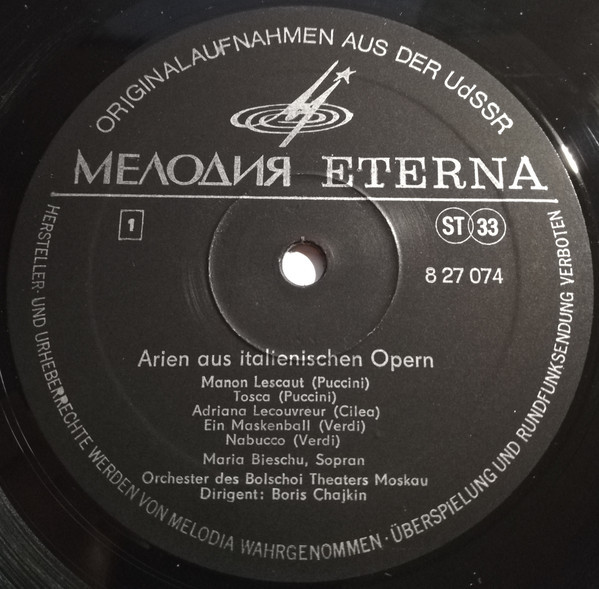 ORIGINALAUFNAHMEN AUS DER UdSSR
МЕЛОДИЯ ETERNA
1
ST 33
8 27 074
Arien aus italienischen Opern
Manon Lescaut (Puccini)
Tosca (Puccini)
Adriana Lecouvreur (Cilea)
Ein Maskenball (Verdi)
Nabucco (Verdi)
Maria Bieschu, Sopran
Orchester des Bolschoi Theaters Moskau
Dirigent: Boris Chajkin
HERSTELLER- UND URHEBERRECHTE WERDEN VON MELODIA WAHRGENOMMEN · ÜBERSPIELUNG UND RUNDFUNKSENDUNG VERBOTEN